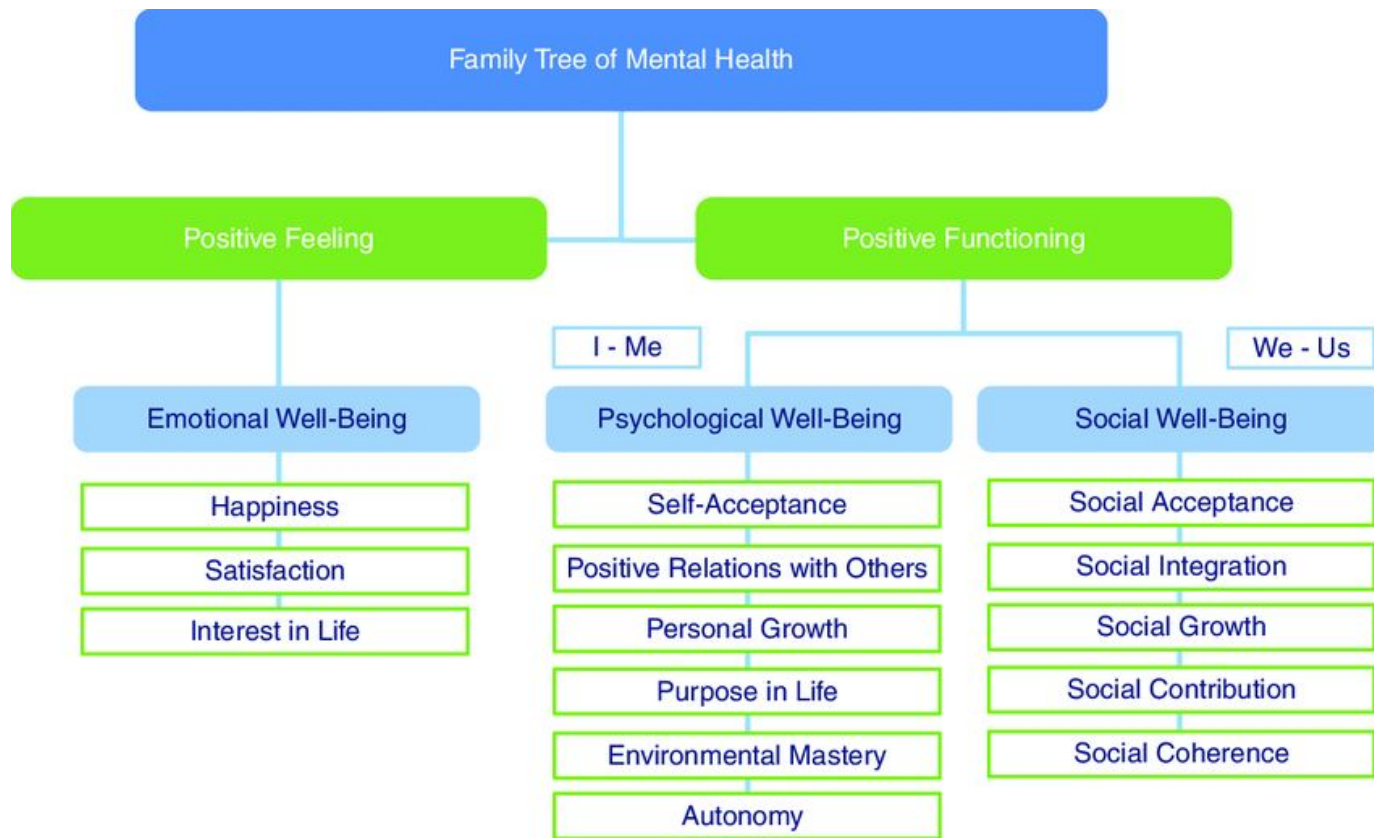 Family Tree of Mental Health
Positive Feeling
Positive Functioning
I - Me
We - Us
Emotional Well-Being
Psychological Well-Being
Social Well-Being
Happiness
Satisfaction
Interest in Life
Self-Acceptance
Positive Relations with Others
Personal Growth
Purpose in Life
Environmental Mastery
Autonomy
Social Acceptance
Social Integration
Social Growth
Social Contribution
Social Coherence